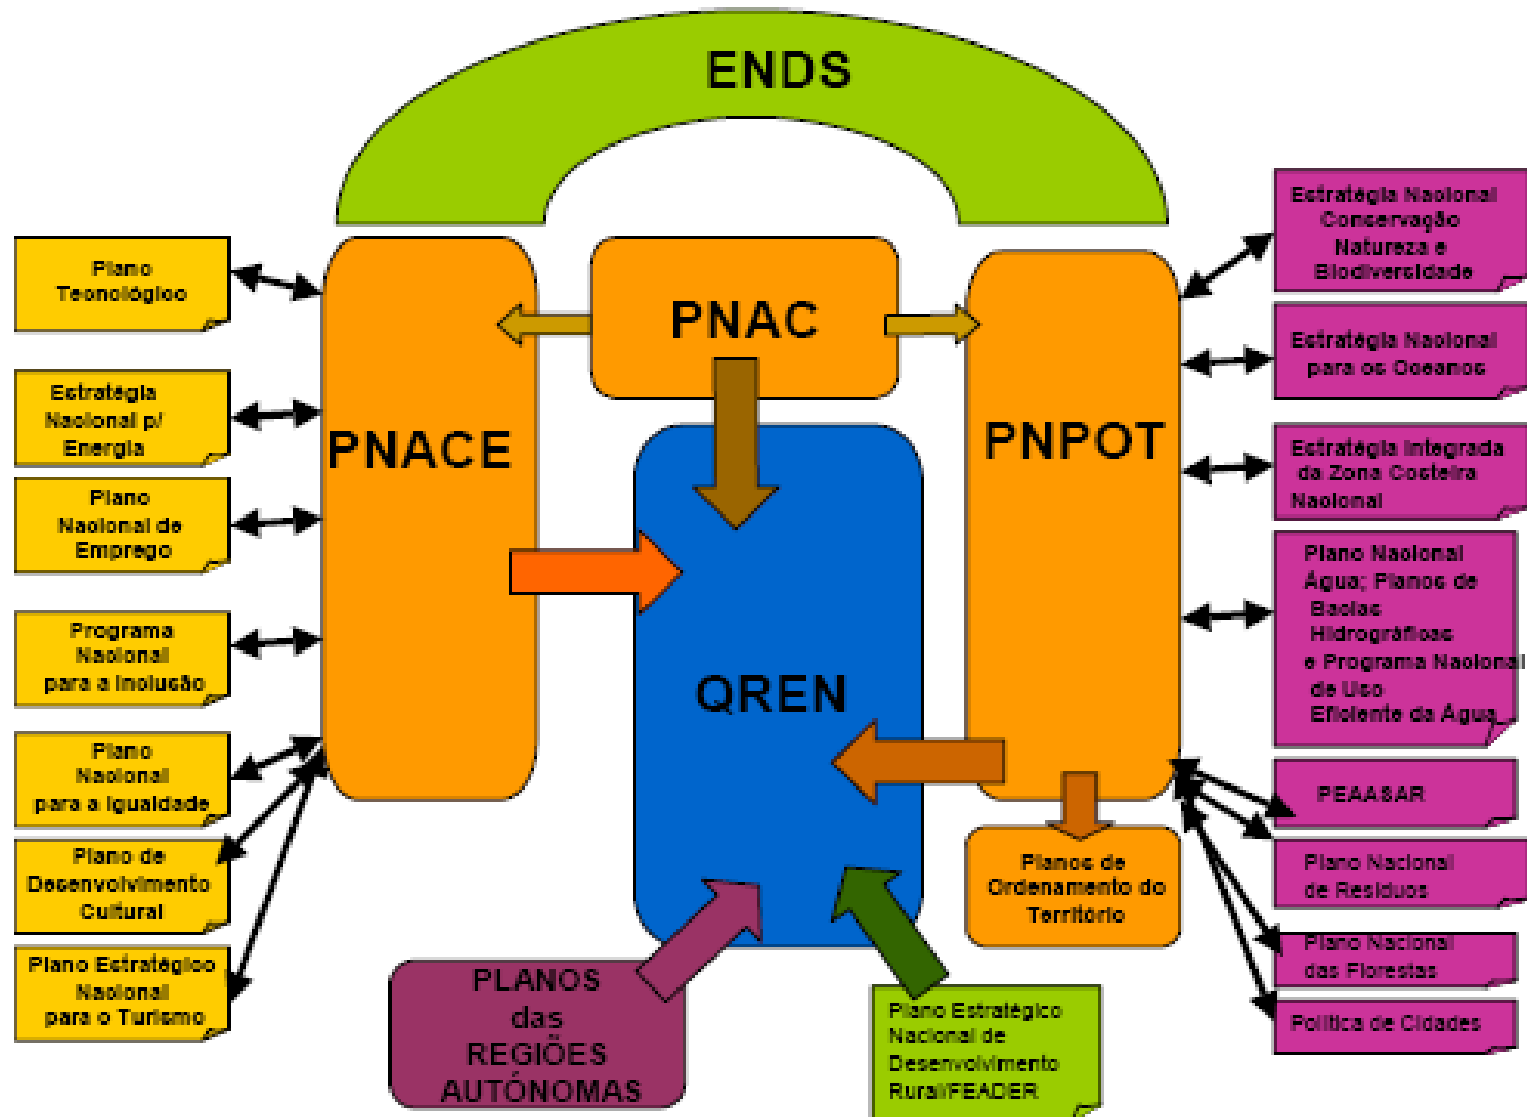 ENDS
Plano
Tecnológico
Estratégia
Nacional p/
Energia
Plano
Nacional de
Emprego
Programa
Nacional
para a Inclusão
Plano
Nacional
para a Igualdade
Plano de
Desenvolvimento
Cultural
Plano Estratégico
Nacional
para o Turismo
PNACE
PNAC
QREN
PNPOT
Planos de
Ordenamento do
Território
PLANOS
das
REGIÕES
AUTÓNOMAS
Plano Estratégico
Nacional de
Desenvolvimento
Rural/FEADER
Estratégia Nacional
Conservação
Natureza e
Biodiversidade
Estratégia Nacional
para os Oceanos
Estratégia Integrada
da Zona Costeira
Nacional
Plano Nacional
Água; Planos de
Bacias
Hidrográficas
e Programa Nacional
de Uso
Eficiente da Água
PEAASAR
Plano Nacional
de Resíduos
Plano Nacional
das Florestas
Política de Cidades